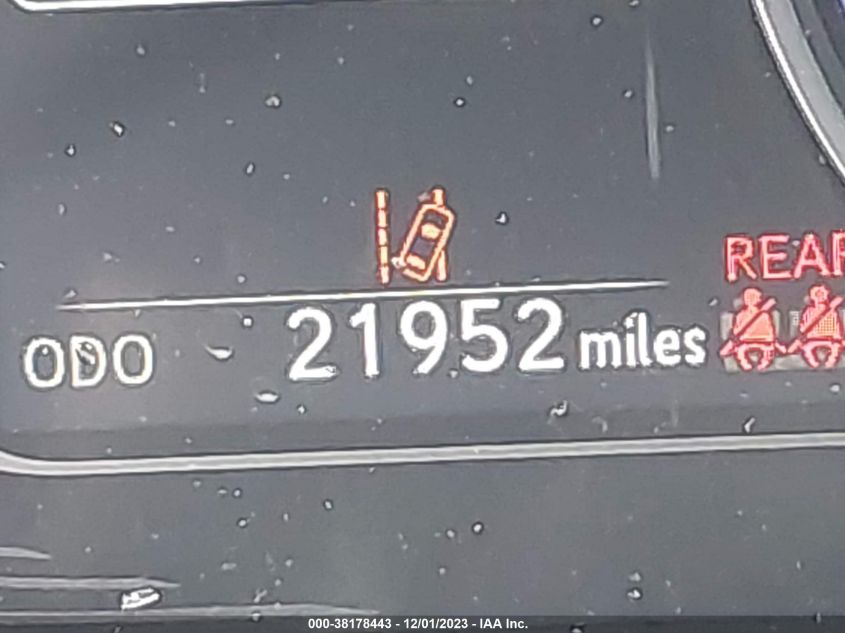 REAR
ODO 21952 miles
000-38178443 - 12/01/2023 - IAA Inc.